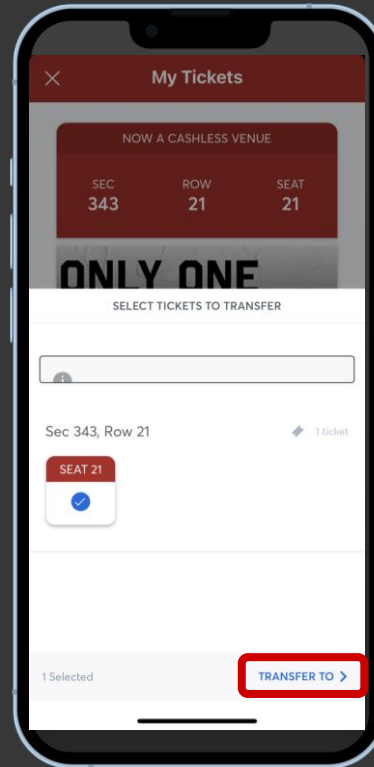 My Tickets
NOW A CASHLESS VENUE
SEC ROW SEAT
343 21 21
ONLY ONE
SELECT TICKETS TO TRANSFER
Sec 343, Row 21 1 ticket
SEAT 21
1 Selected TRANSFER TO >